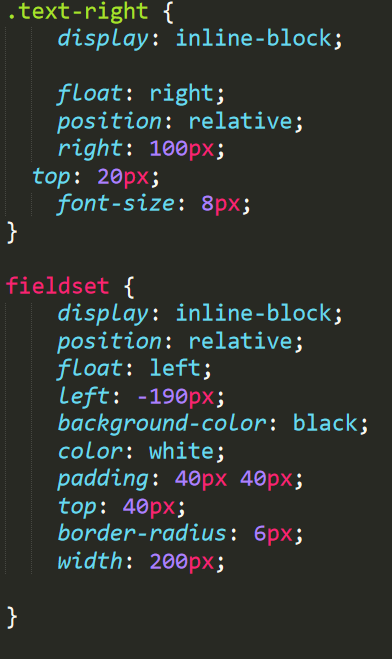 .text-right {
display: inline-block;
float: right;
position: relative;
right: 100px;
top: 20px;
font-size: 8px;
}
fieldset {
display: inline-block;
position: relative;
float: left;
left: -190px;
background-color: black;
color: white;
padding: 40px 40px;
top: 40px;
border-radius: 6px;
width: 200px;
}